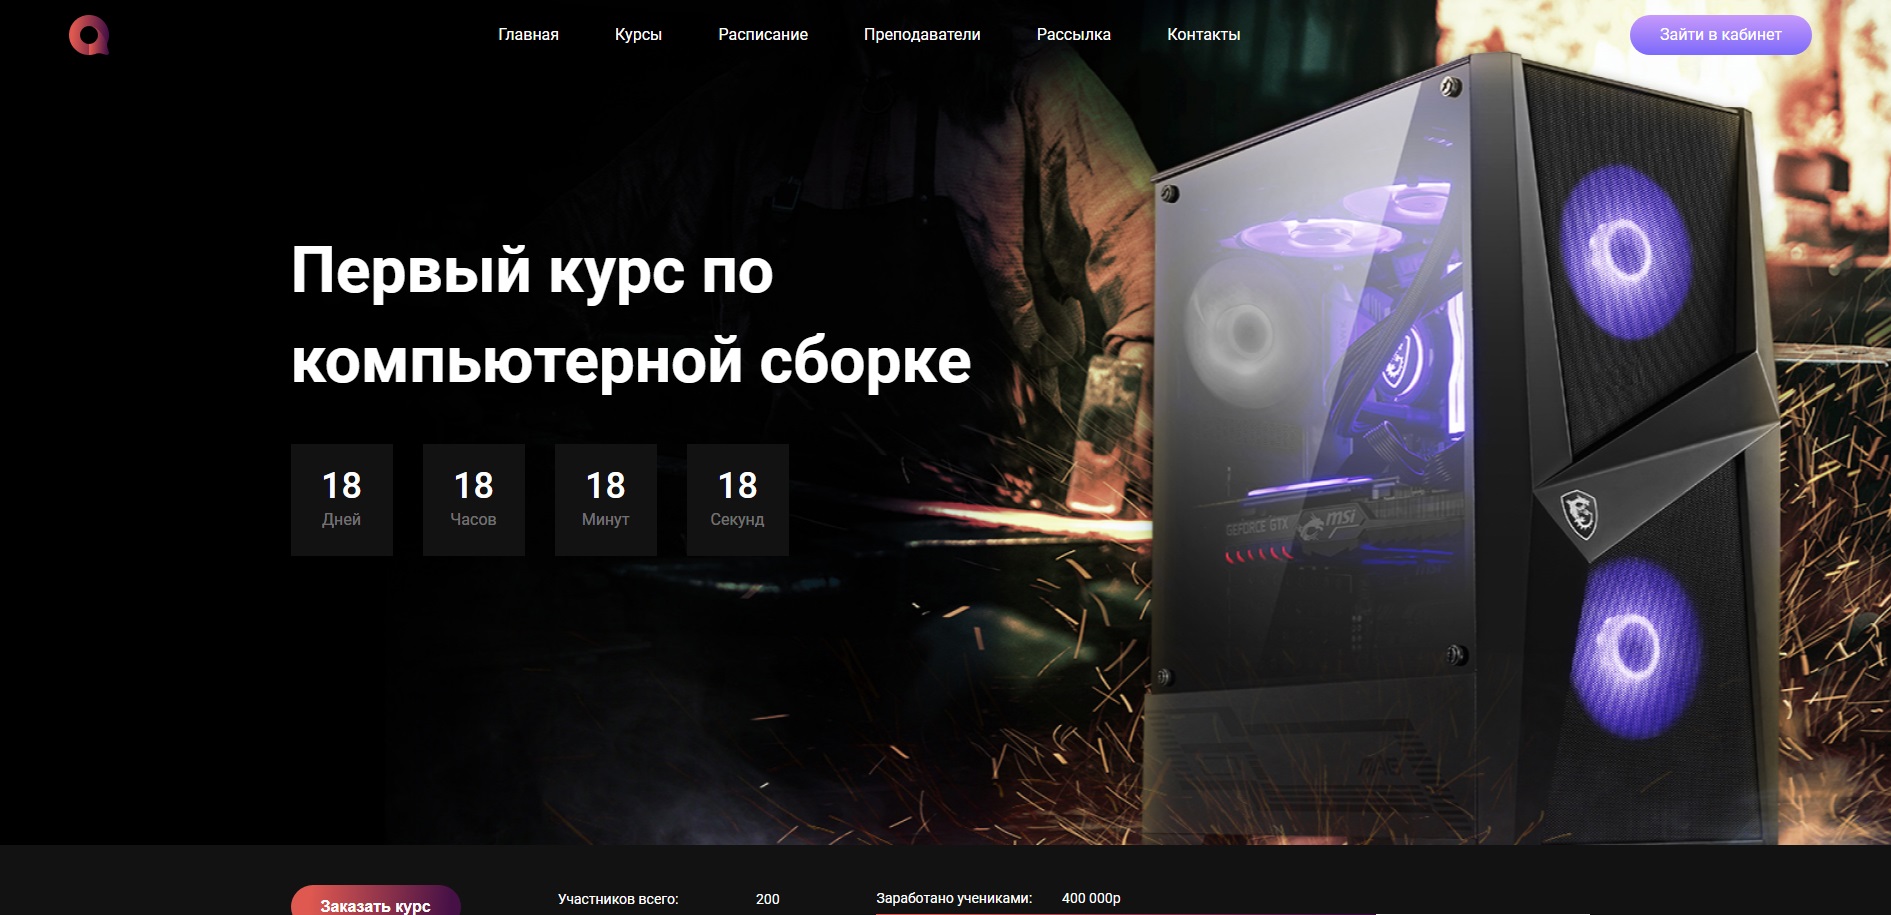 Главная Курсы Расписание Преподаватели Рассылка Контакты Зайти в кабинет
Первый курс по
компьютерной сборке
18 18 18 18
Дней Часов Минут Секунд
GEFORCE GTX msi
Заказать курс Участников всего: 200 Заработано учениками: 400 000р